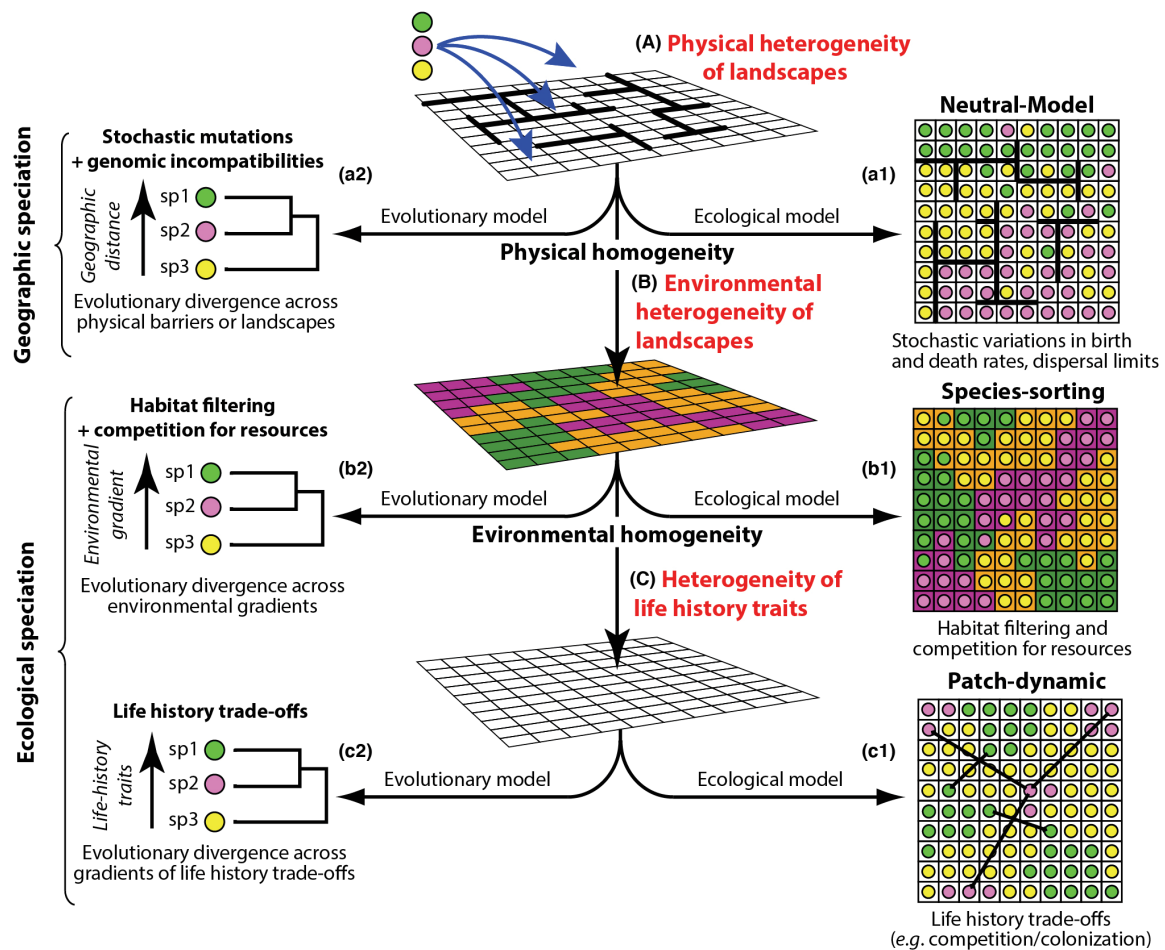 (A) Physical heterogeneity
of landscapes
Geographic speciation
Stochastic mutations
+ genomic incompatibilities
Geographic
distance
sp1
sp2
sp3
Evolutionary divergence across
physical barriers or landscapes
(a2)
Evolutionary model
(a1)
Ecological model
Physical homogeneity
Neutral-Model
Stochastic variations in birth
and death rates, dispersal limits
(B) Environmental
heterogeneity of
landscapes
Ecological speciation
Habitat filtering
+ competition for resources
Environmental
gradient
sp1
sp2
sp3
Evolutionary divergence across
environmental gradients
(b2)
Evolutionary model
(b1)
Ecological model
Evironmental homogeneity
Species-sorting
Habitat filtering and
competition for resources
(C) Heterogeneity of
life history traits
Life history trade-offs
Life-history
traits
sp1
sp2
sp3
Evolutionary divergence across
gradients of life history trade-offs
(c2)
Evolutionary model
(c1)
Ecological model
Patch-dynamic
Life history trade-offs
(e.g. competition/colonization)